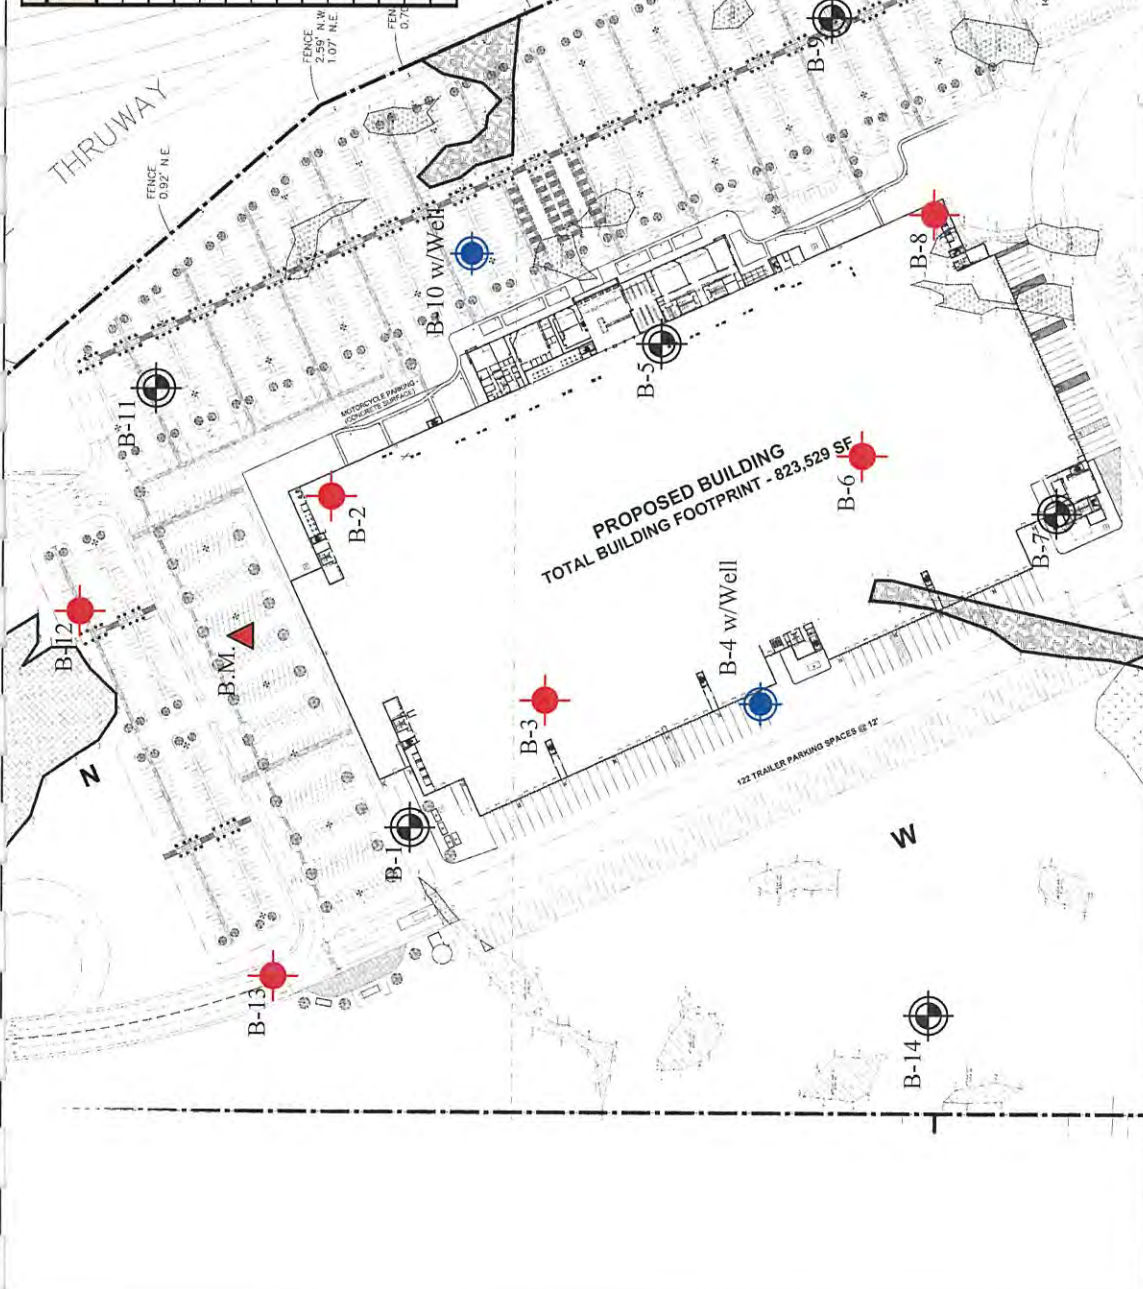 THRUWAY
FENCE
2.59' N.W.
1.07' N.E.
FENCE
0.92' N.E.
B-9
B-10 w/Well
B-11
MOTORCYCLE PARKING -
(CONCRETE SURFACE)
B-8
B-5
B-2
B-12
B.M.
PROPOSED BUILDING
TOTAL BUILDING FOOTPRINT - 823,529 SF
B-6
B-7
B-4 w/Well
B-3
N
122 TRAILER PARKING SPACES @ 12'
B-1
W
B-13
B-14